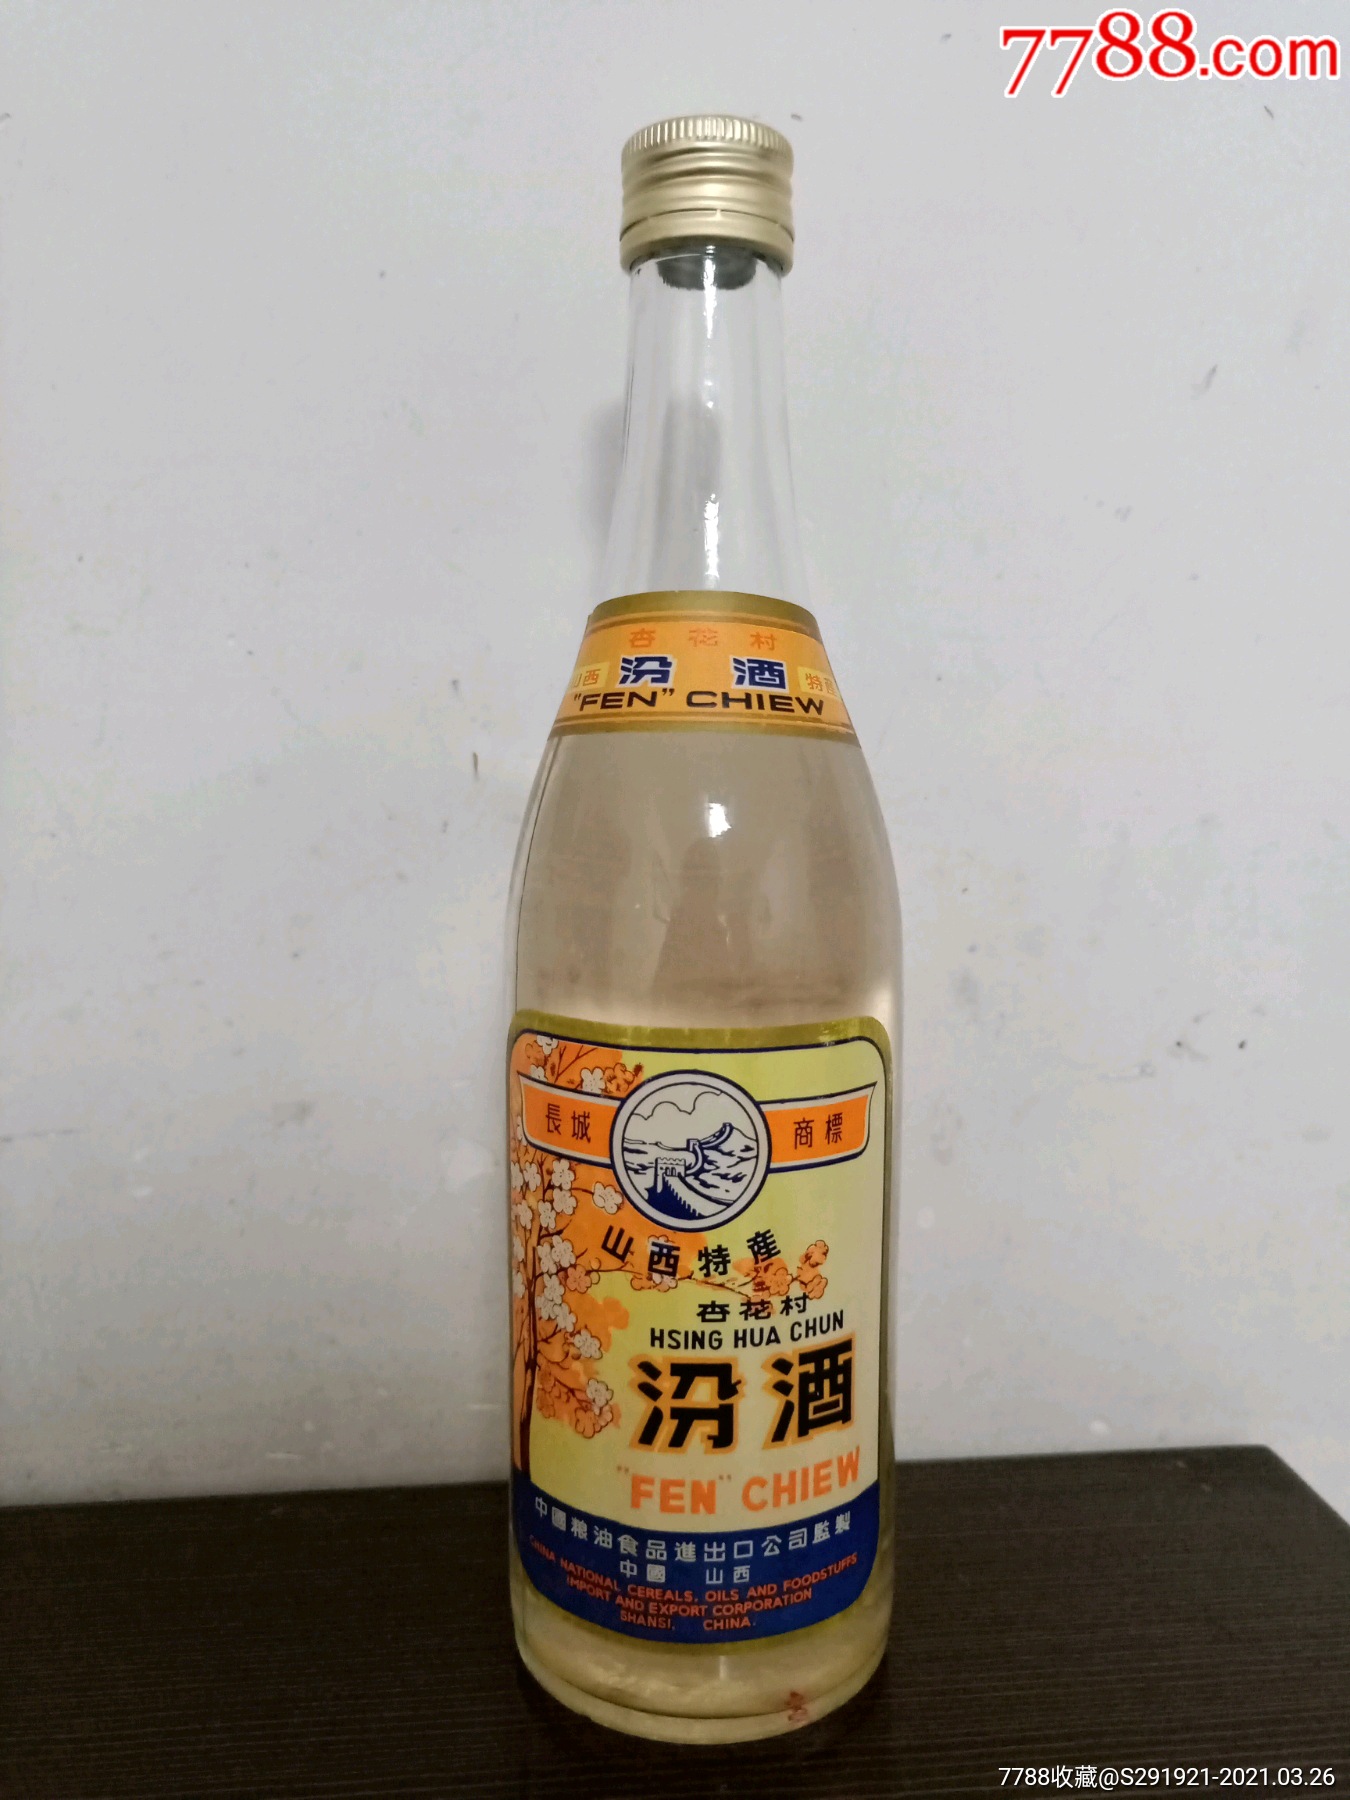 7788.com
杏花村
山西 汾酒 特產
"FEN" CHIEW
長城 商標
山西特產
杏花村
HSING HUA CHUN
汾酒
"FEN" CHIEW
中國粮油食品進出口公司監製
中國 山西
CHINA NATIONAL CEREALS, OILS AND FOODSTUFFS
IMPORT AND EXPORT CORPORATION
SHANSI, CHINA.
7788收藏@S291921-2021.03.26